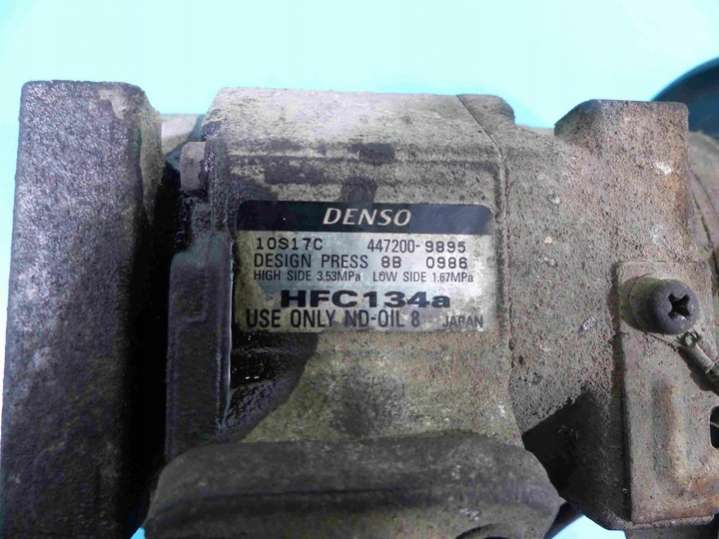 DENSO
10S17C 447200-9895
DESIGN PRESS 8B 0986
HIGH SIDE 3.53MPa LOW SIDE 1.67MPa
HFC134a
USE ONLY ND-OIL 8 JAPAN